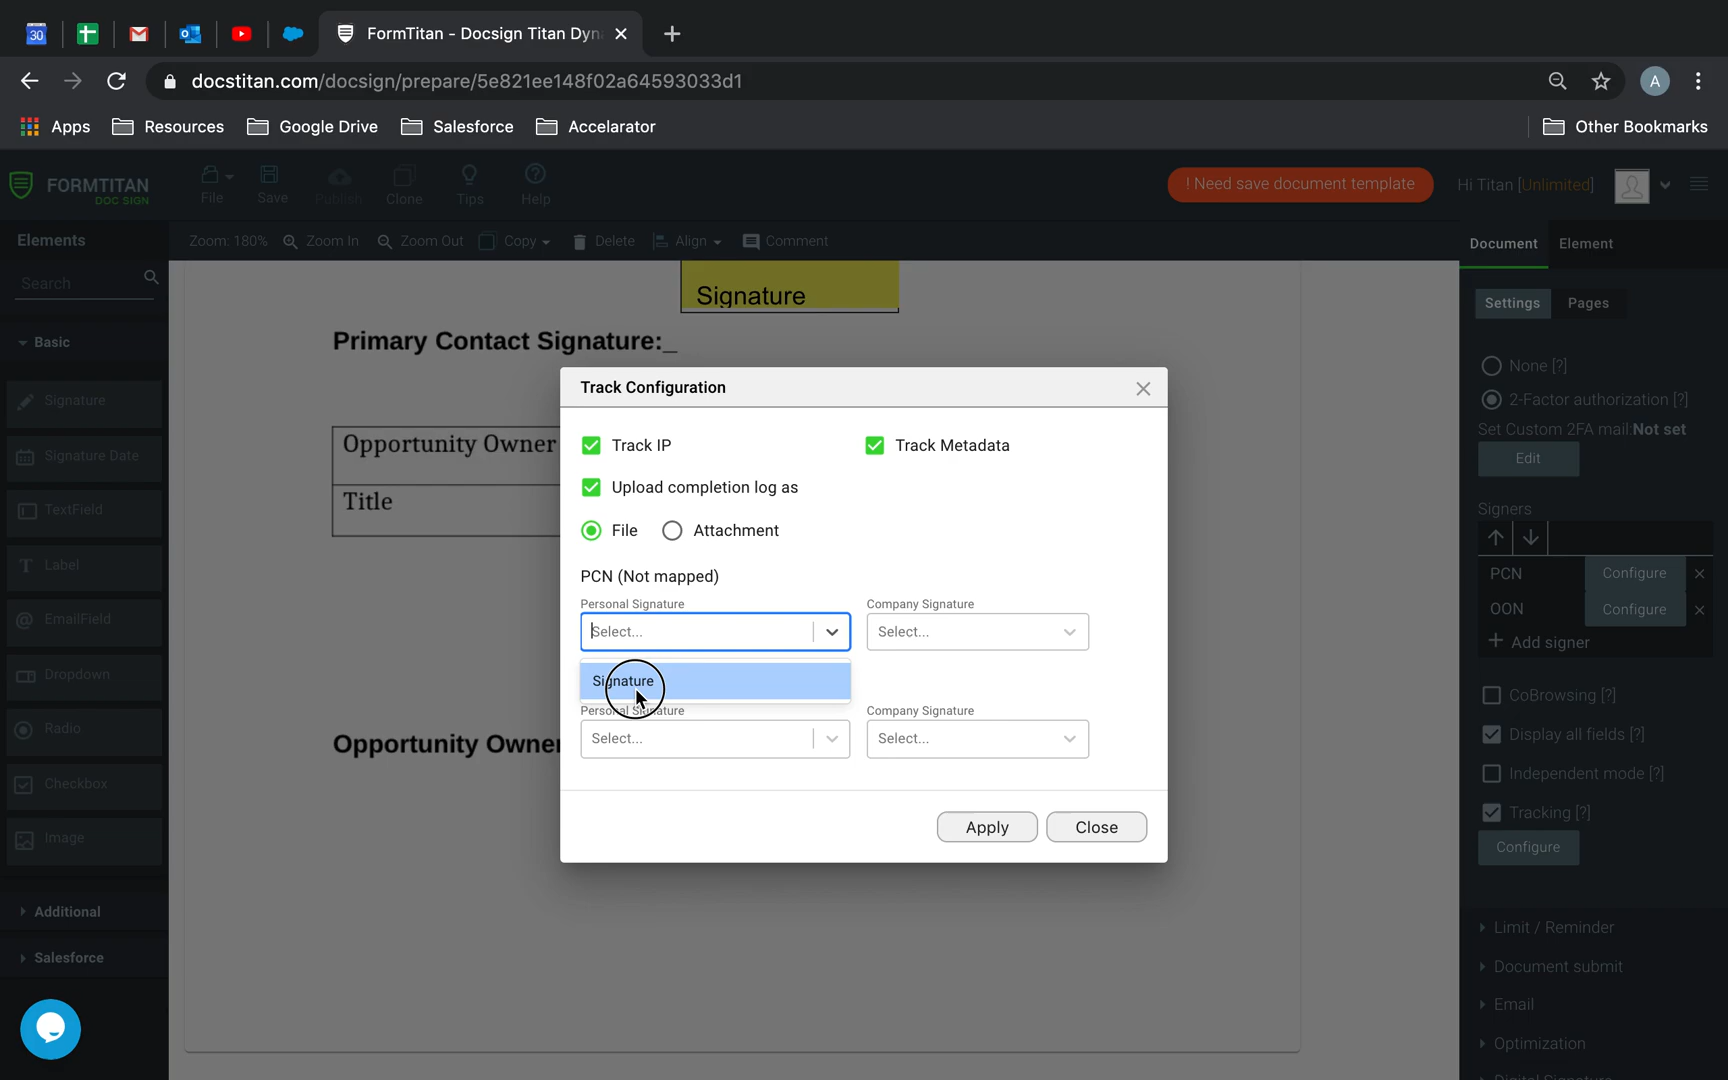 30
FormTitan - Docsign Titan Dyn
docstitan.com/docsign/prepare/5e821ee148f02a64593033d1
A
Apps
Resources
Google Drive
Salesforce
Accelarator
Other Bookmarks
FORMTITAN
DOC SIGN
File
Save
Publish
Clone
Tips
Help
! Need save document template
Hi Titan [Unlimited]
Elements
Zoom: 180%
Zoom In
Zoom Out
Copy
Delete
Align
Comment
Document
Element
Search
Basic
Signature
Signature Date
TextField
Label
EmailField
Dropdown
Radio
Checkbox
Image
Additional
Salesforce
Signature
Primary Contact Signature:_
Opportunity Owner
Title
Opportunity Owne
Track Configuration
Track IP
Track Metadata
Upload completion log as
File
Attachment
PCN (Not mapped)
Personal Signature
Company Signature
Select...
Select...
Signature
Personal Signature
Company Signature
Select...
Select...
Apply
Close
Settings
Pages
None [?]
2-Factor authorization [?]
Set Custom 2FA mail:Not set
Edit
Signers
PCN
Configure
OON
Configure
+ Add signer
CoBrowsing [?]
Display all fields [?]
Independent mode [?]
Tracking [?]
Configure
Limit / Reminder
Document submit
Email
Optimization
Digital Signature